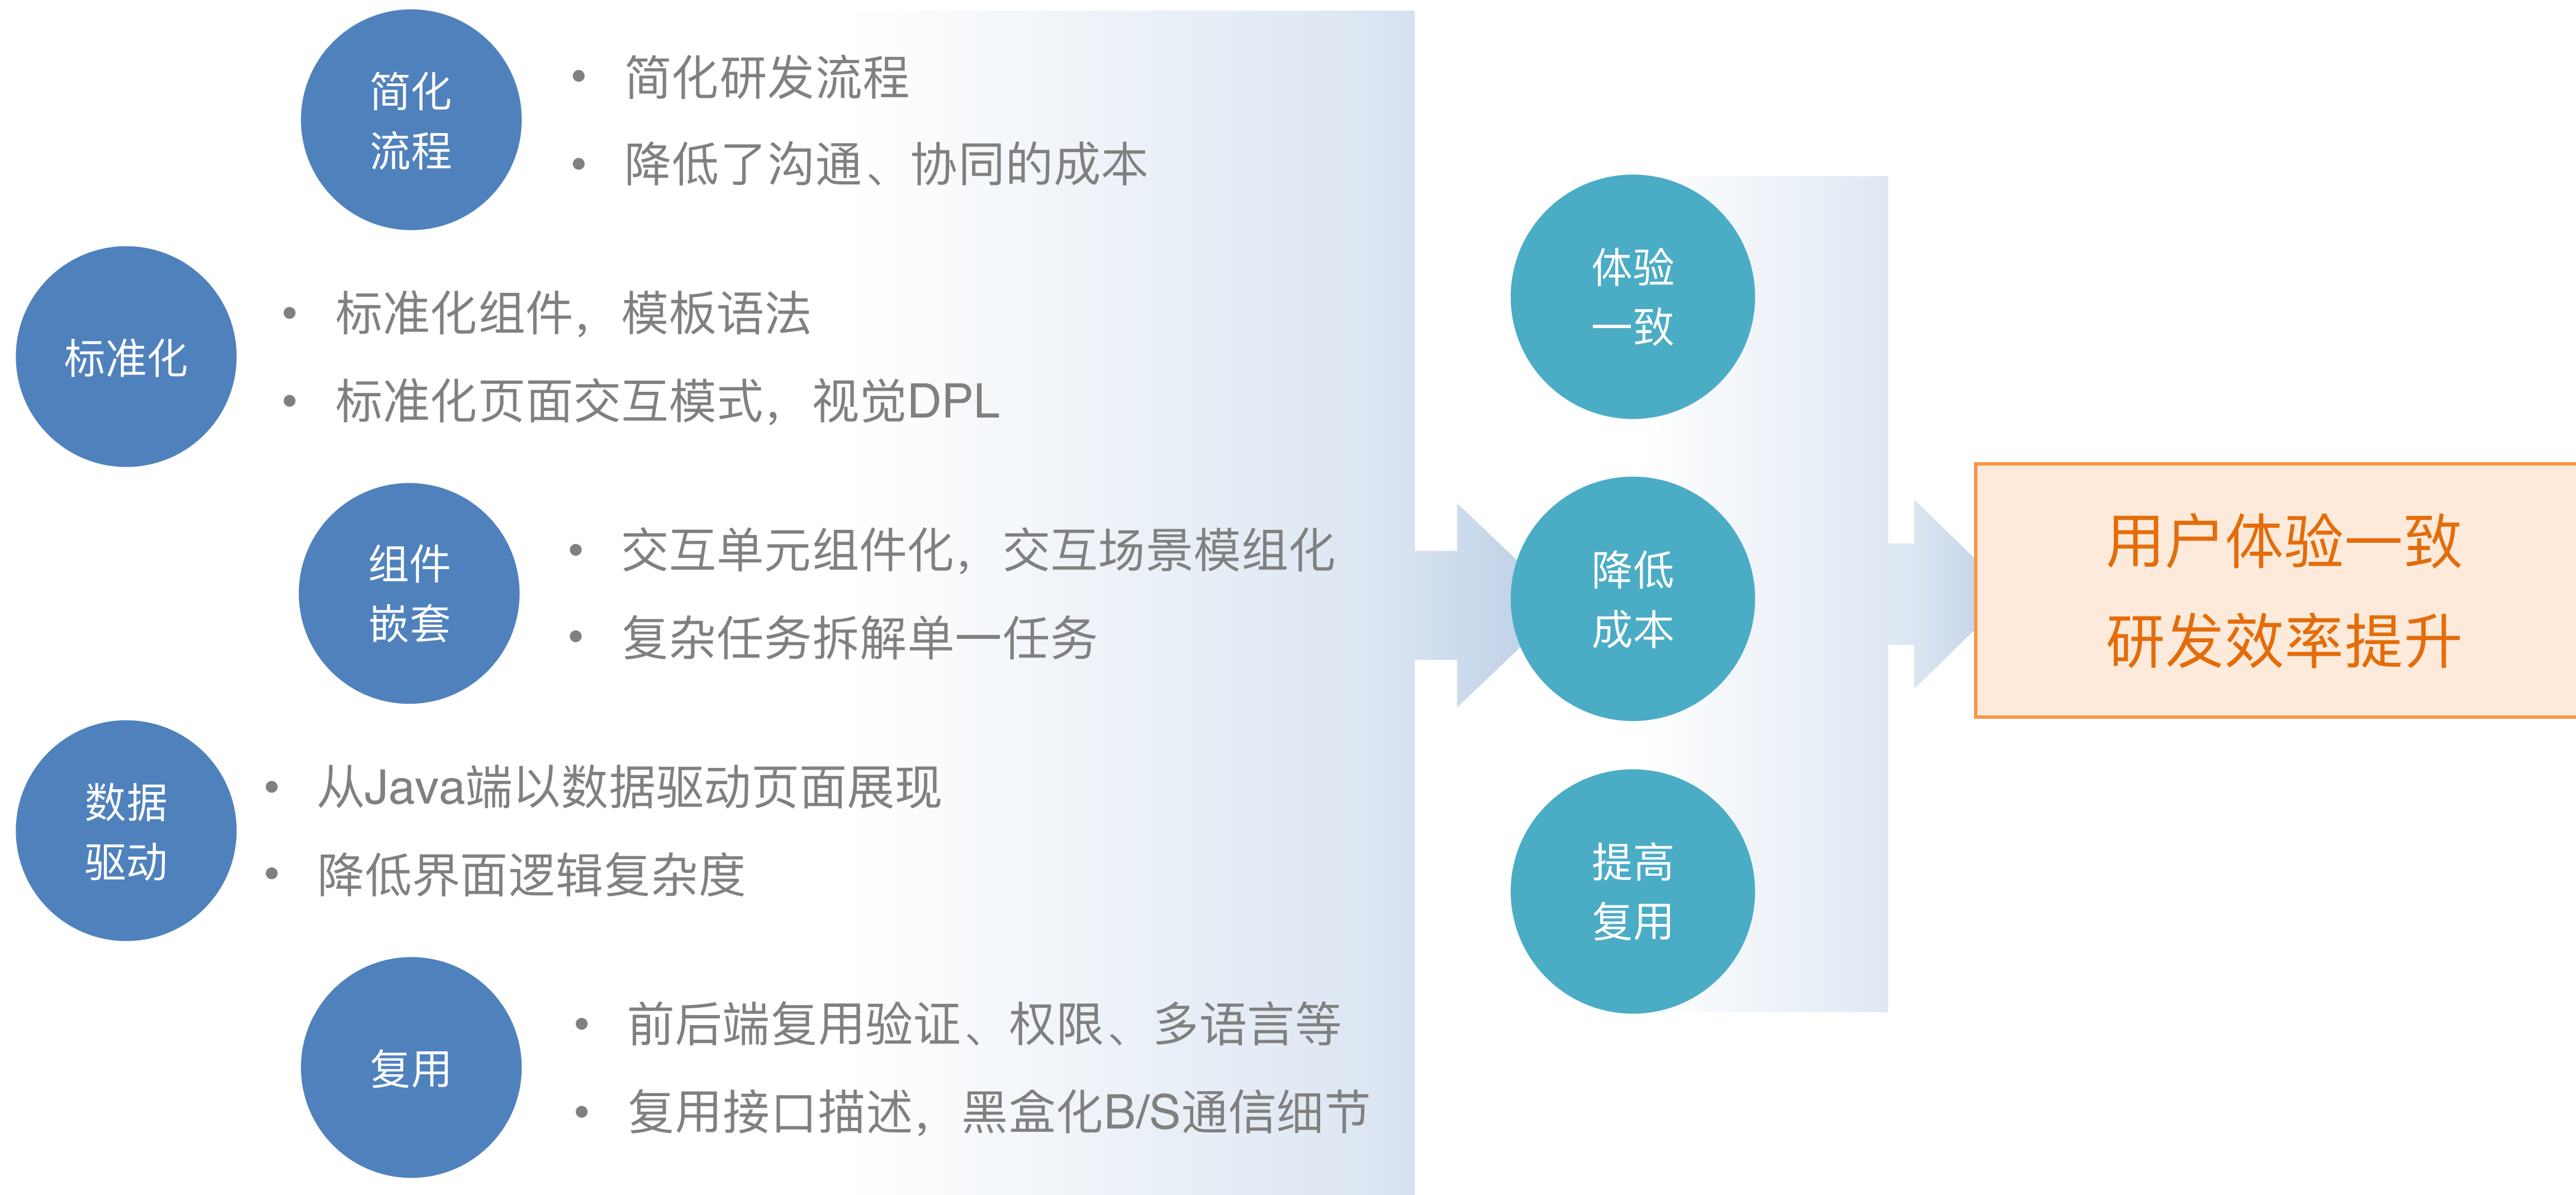 简化
流程
• 简化研发流程
• 降低了沟通、协同的成本
标准化
• 标准化组件，模板语法
• 标准化页面交互模式，视觉DPL
组件
嵌套
• 交互单元组件化，交互场景模组化
• 复杂任务拆解单一任务
数据
驱动
• 从Java端以数据驱动页面展现
• 降低界面逻辑复杂度
复用
• 前后端复用验证、权限、多语言等
• 复用接口描述，黑盒化B/S通信细节
体验
一致
降低
成本
提高
复用
用户体验一致
研发效率提升